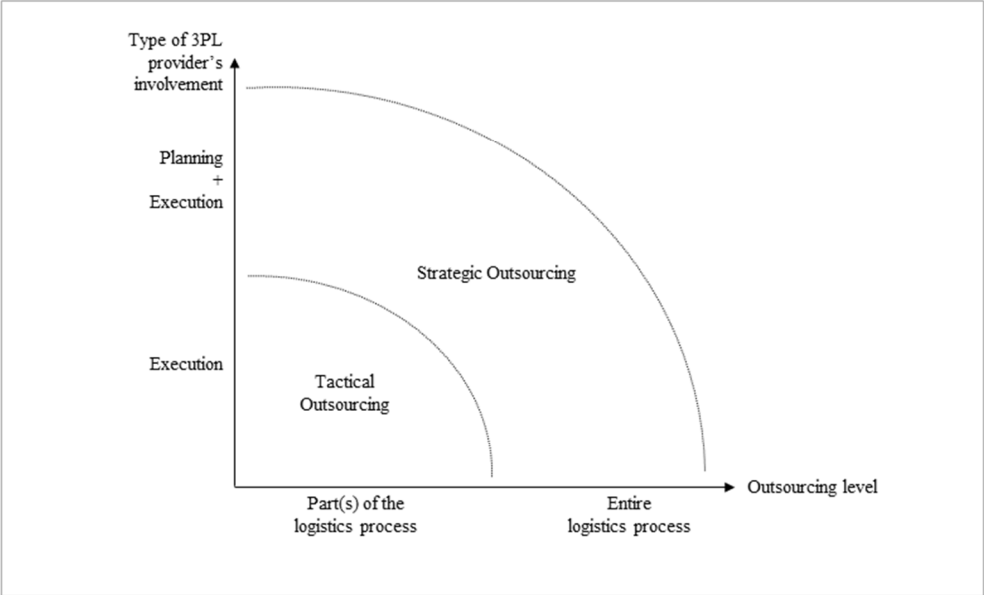 Type of 3PL
provider's
involvement
Planning
+
Execution
Strategic Outsourcing
Execution
Tactical
Outsourcing
Outsourcing level
Part(s) of the
logistics process
Entire
logistics process